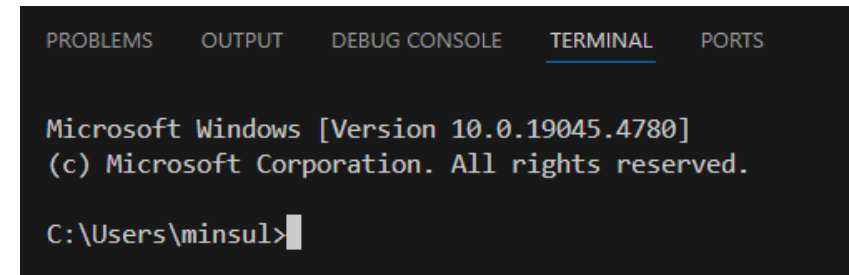 PROBLEMS OUTPUT DEBUG CONSOLE TERMINAL PORTS
Microsoft Windows [Version 10.0.19045.4780]
(c) Microsoft Corporation. All rights reserved.
C:\Users\minsul>